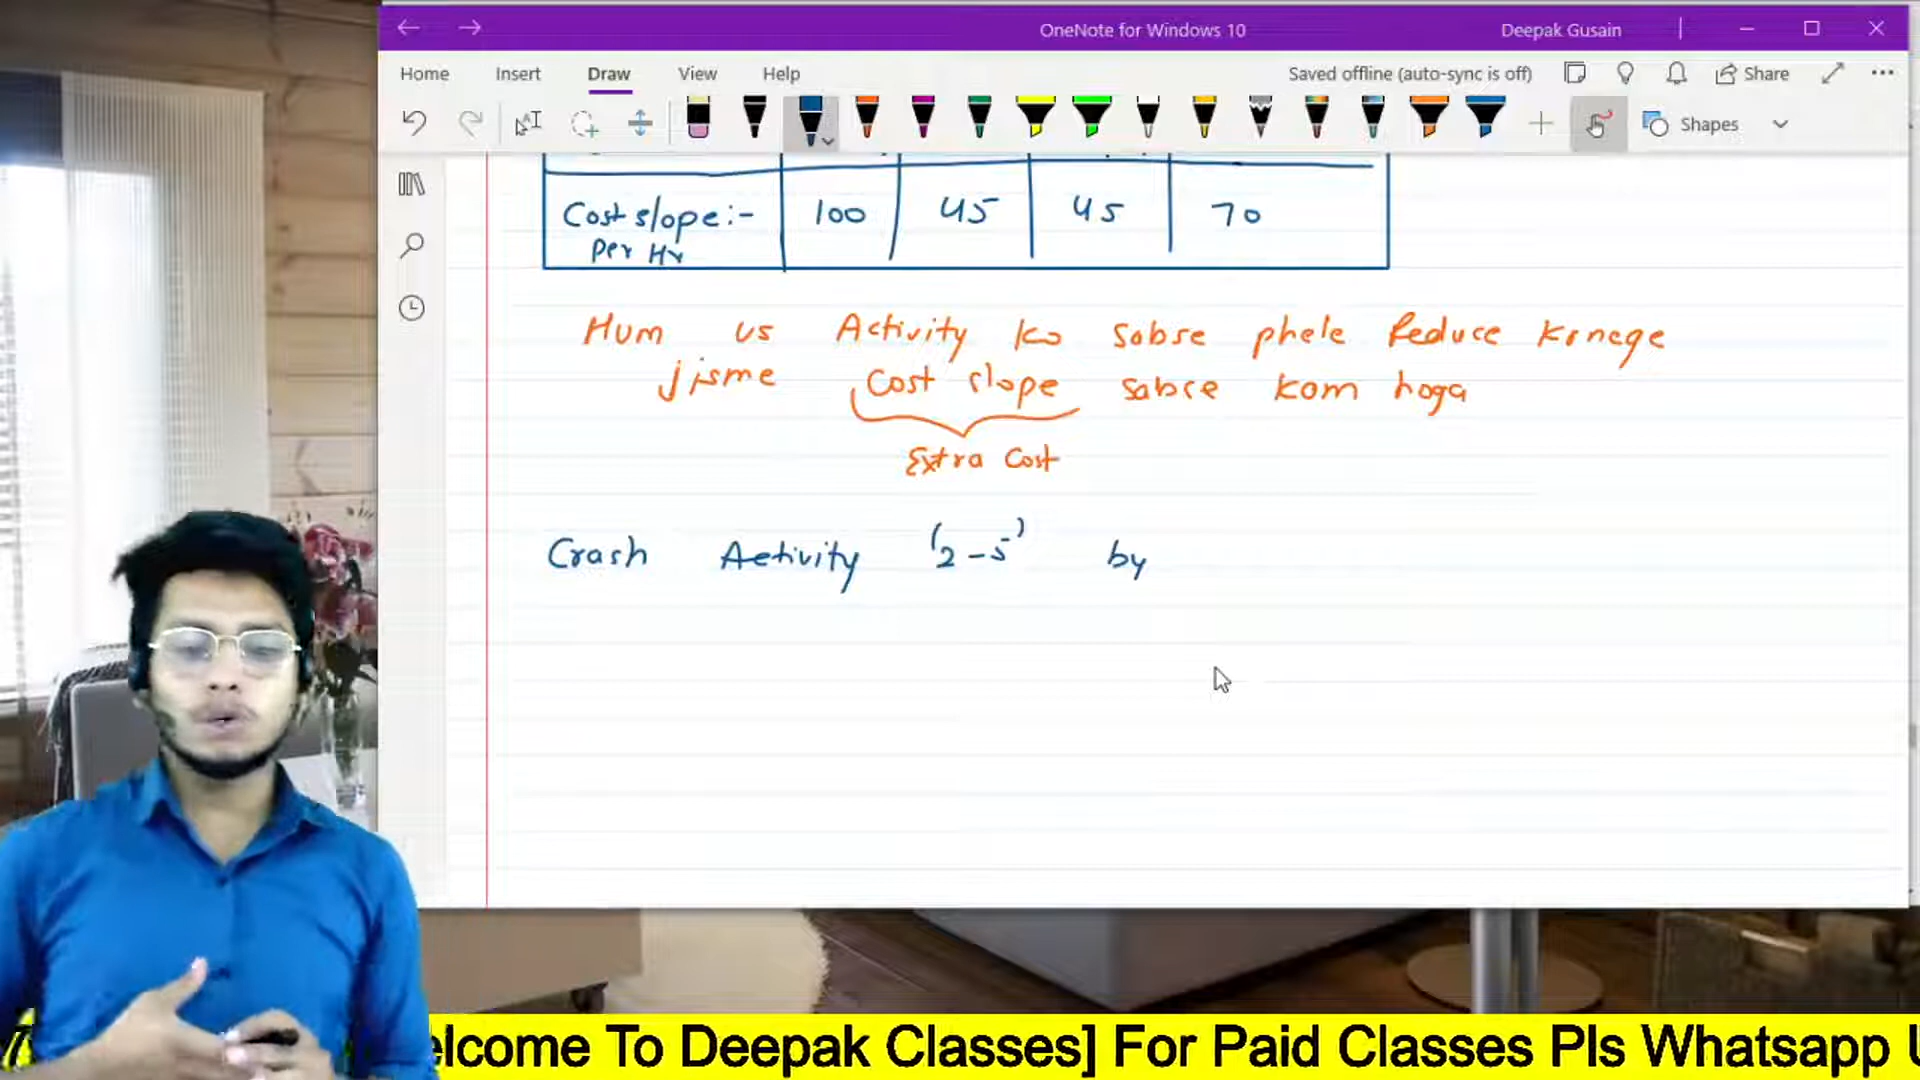 OneNote for Windows 10
Deepak Gusain
Home Insert Draw View Help
Saved offline (auto-sync is off)
Share
Shapes
Cost slope:- 100 45 45 70
per Hr
Hum us Activity ko sabse phele Reduce krnege
jisme cost slope sabse kam hoga
Extra Cost
Crash Activity (2-5) by
elcome To Deepak Classes] For Paid Classes Pls Whatsapp